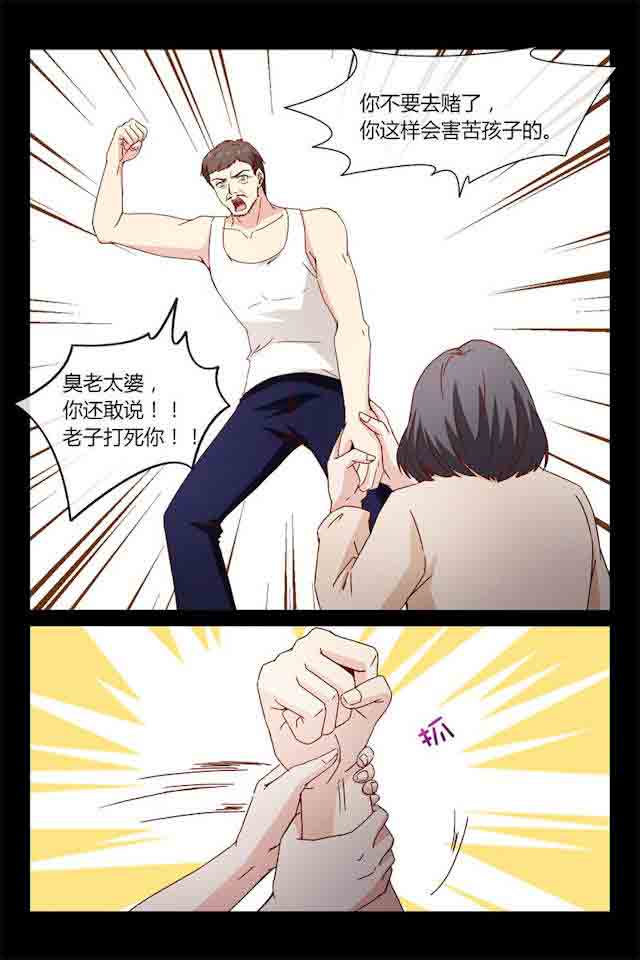 你不要去赌了，
你这样会害苦孩子的。
臭老太婆，
你还敢说！！
老子打死你！！
抓